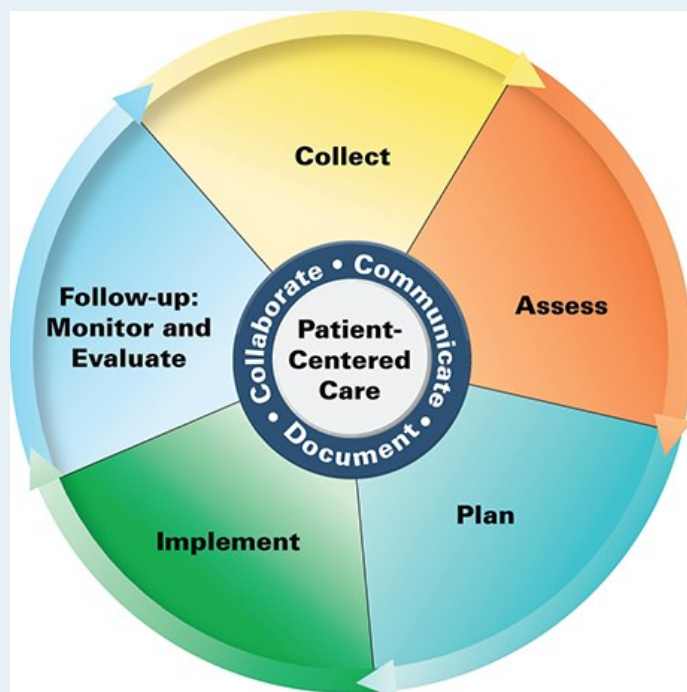 Collect
Assess
Plan
Implement
Follow-up:
Monitor and
Evaluate
Collaborate • Communicate • Document •
Patient-
Centered
Care